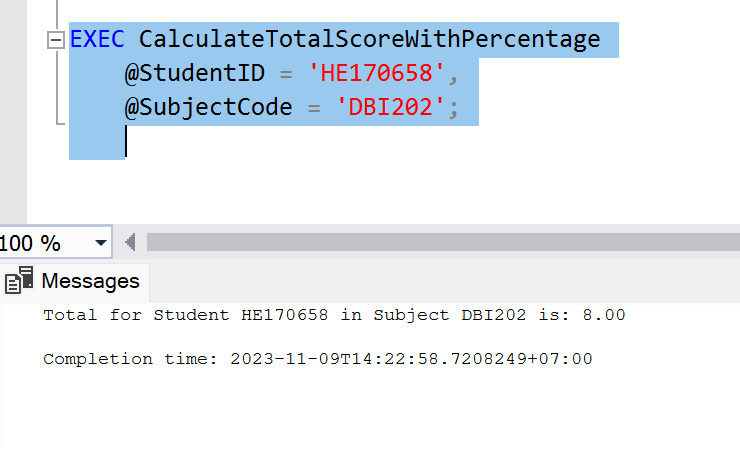 EXEC CalculateTotalScoreWithPercentage
@StudentID = 'HE170658',
@SubjectCode = 'DBI202';
100 %
Messages
Total for Student HE170658 in Subject DBI202 is: 8.00
Completion time: 2023-11-09T14:22:58.7208249+07:00